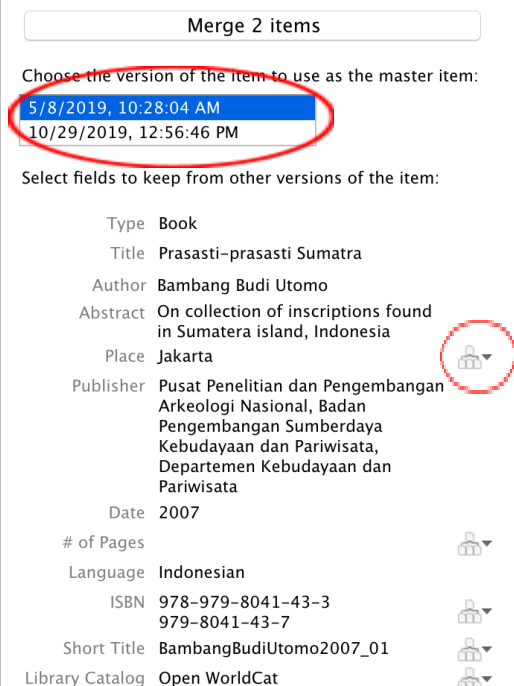 Merge 2 items
Choose the version of the item to use as the master item:
5/8/2019, 10:28:04 AM
10/29/2019, 12:56:46 PM
Select fields to keep from other versions of the item:
Type Book
Title Prasasti-prasasti Sumatra
Author Bambang Budi Utomo
Abstract On collection of inscriptions found
in Sumatera island, Indonesia
Place Jakarta
Publisher Pusat Penelitian dan Pengembangan
Arkeologi Nasional, Badan
Pengembangan Sumberdaya
Kebudayaan dan Pariwisata,
Departemen Kebudayaan dan
Pariwisata
Date 2007
# of Pages
Language Indonesian
ISBN 978-979-8041-43-3
979-8041-43-7
Short Title BambangBudiUtomo2007_01
Library Catalog Open WorldCat